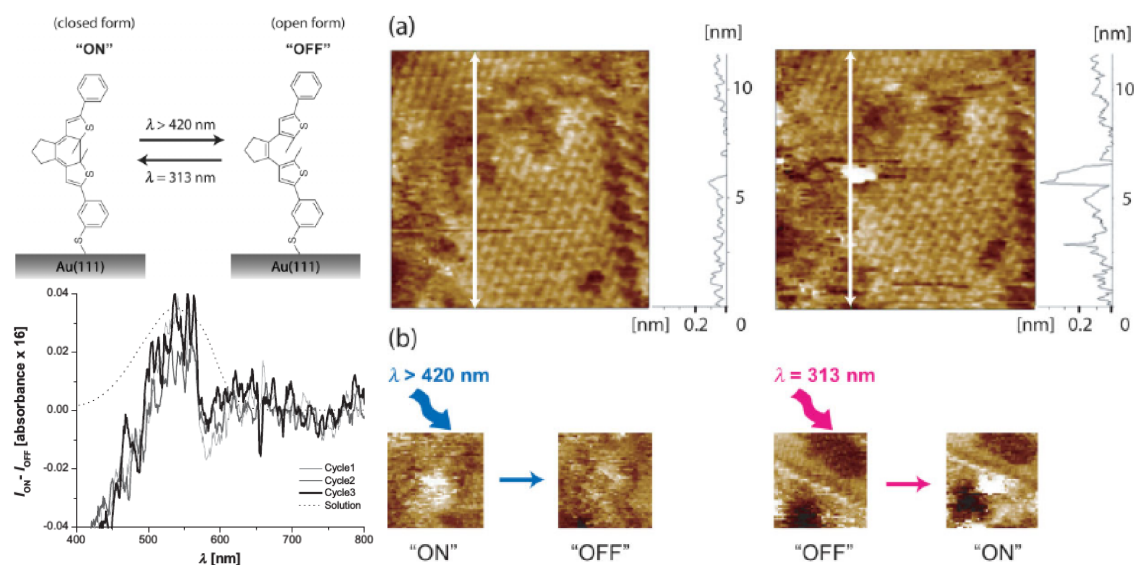 (closed form)
"ON"
(open form)
"OFF"
λ > 420 nm
λ = 313 nm
S
S
S
S
S
S
Au(111)
Au(111)
0.04
0.02
0.00
-0.02
-0.04
I_ON - I_OFF [absorbance x 16]
Cycle1
Cycle2
Cycle3
Solution
400
500
600
700
800
λ [nm]
(a)
[nm]
10
5
[nm]
0.2
0
[nm]
10
5
[nm]
0.2
0
(b)
λ > 420 nm
"ON"
"OFF"
λ = 313 nm
"OFF"
"ON"